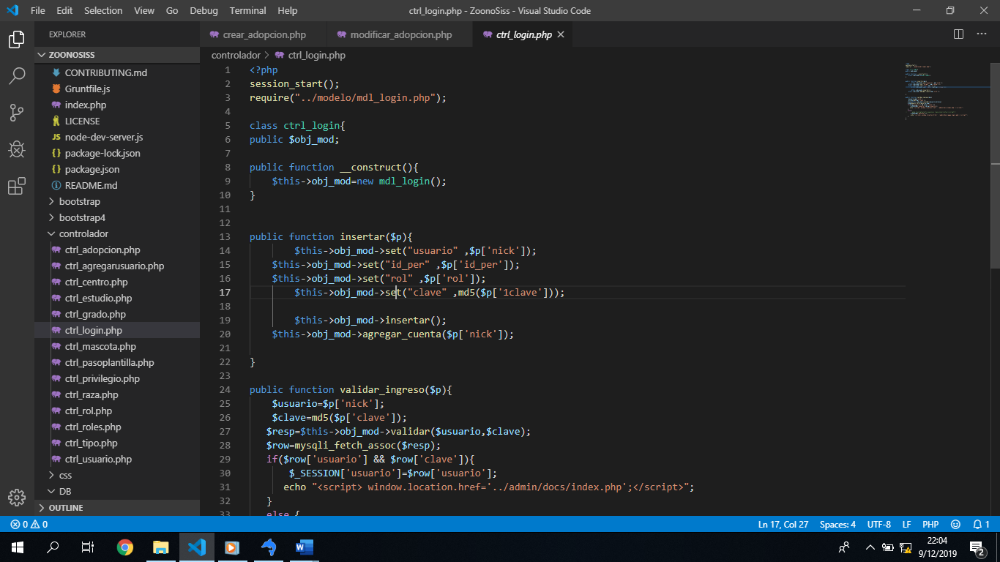 File Edit Selection View Go Debug Terminal Help
ctrl_login.php - ZoonoSiss - Visual Studio Code
EXPLORER
crear_adopcion.php
modificar_adopcion.php
ctrl_login.php
ZOONOSISS
CONTRIBUTING.md
Gruntfile.js
index.php
LICENSE
JS node-dev-server.js
{} package-lock.json
{} package.json
README.md
bootstrap
bootstrap4
controlador
ctrl_adopcion.php
ctrl_agregarusuario.php
ctrl_centro.php
ctrl_estudio.php
ctrl_grado.php
ctrl_login.php
ctrl_mascota.php
ctrl_pasoplantilla.php
ctrl_privilegio.php
ctrl_raza.php
ctrl_rol.php
ctrl_roles.php
ctrl_tipo.php
ctrl_usuario.php
css
DB
OUTLINE
controlador > ctrl_login.php
1 <?php
2 session_start();
3 require("../modelo/mdl_login.php");
4
5 class ctrl_login{
6 public $obj_mod;
7
8 public function __construct(){
9 $this->obj_mod=new mdl_login();
10 }
11
12
13 public function insertar($p){
14 $this->obj_mod->set("usuario" ,$p['nick']);
15 $this->obj_mod->set("id_per" ,$p['id_per']);
16 $this->obj_mod->set("rol" ,$p['rol']);
17 $this->obj_mod->set("clave" ,md5($p['1clave']));
18
19 $this->obj_mod->insertar();
20 $this->obj_mod->agregar_cuenta($p['nick']);
21
22 }
23
24 public function validar_ingreso($p){
25 $usuario=$p['nick'];
26 $clave=md5($p['clave']);
27 $resp=$this->obj_mod->validar($usuario,$clave);
28 $row=mysqli_fetch_assoc($resp);
29 if($row['usuario'] && $row['clave']){
30 $_SESSION['usuario']=$row['usuario'];
31 echo "<script> window.location.href='../admin/docs/index.php';</script>";
32 }
33 else {
0 0
Ln 17, Col 27 Spaces: 4 UTF-8 LF PHP 1
22:04
9/12/2019
2